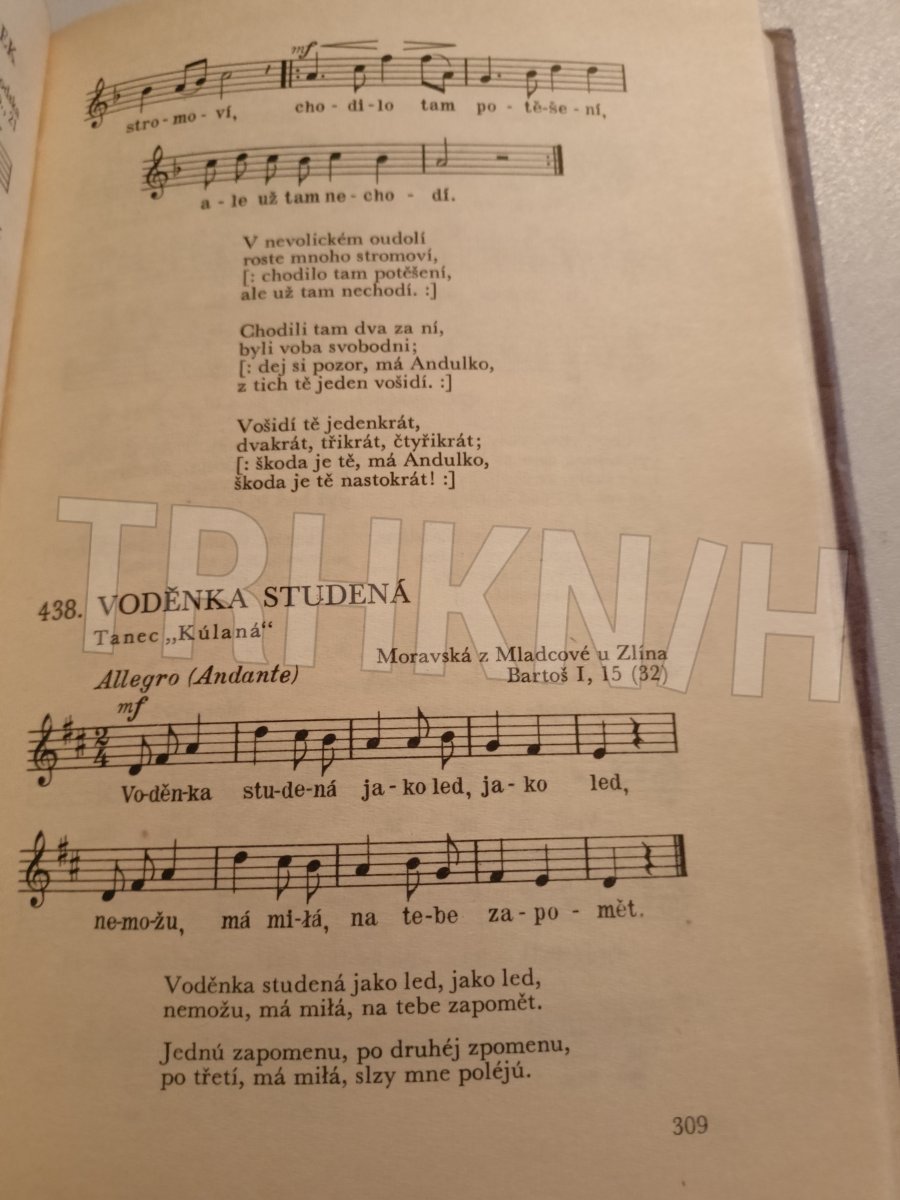 mf
stro-mo-ví, cho-di-lo tam po-tě-še-ní,
a-le už tam ne-cho-dí.
V nevolickém oudolí
roste mnoho stromoví,
[: chodilo tam potěšení,
ale už tam nechodí. :]
Chodili tam dva za ní,
byli voba svobodni;
[: dej si pozor, má Andulko,
z tich tě jeden vošidí. :]
Vošidí tě jedenkrát,
dvakrát, třikrát, čtyřikrát;
[: škoda je tě, má Andulko,
škoda je tě nastokrát! :]
TRHKN/H
438. VODĚNKA STUDENÁ
Tanec „Kúlaná“
Moravská z Mladcové u Zlína
Allegro (Andante)
Bartoš I, 15 (32)
mf
2
4
Vo-děn-ka stu-de-ná ja-ko led, ja-ko led,
ne-mo-žu, má mi-łá, na te-be za-po-mět.
Voděnka studená jako led, jako led,
nemožu, má miłá, na tebe zapomět.
Jednú zapomenu, po druhéj zpomenu,
po třetí, má miłá, slzy mne poléjú.
309